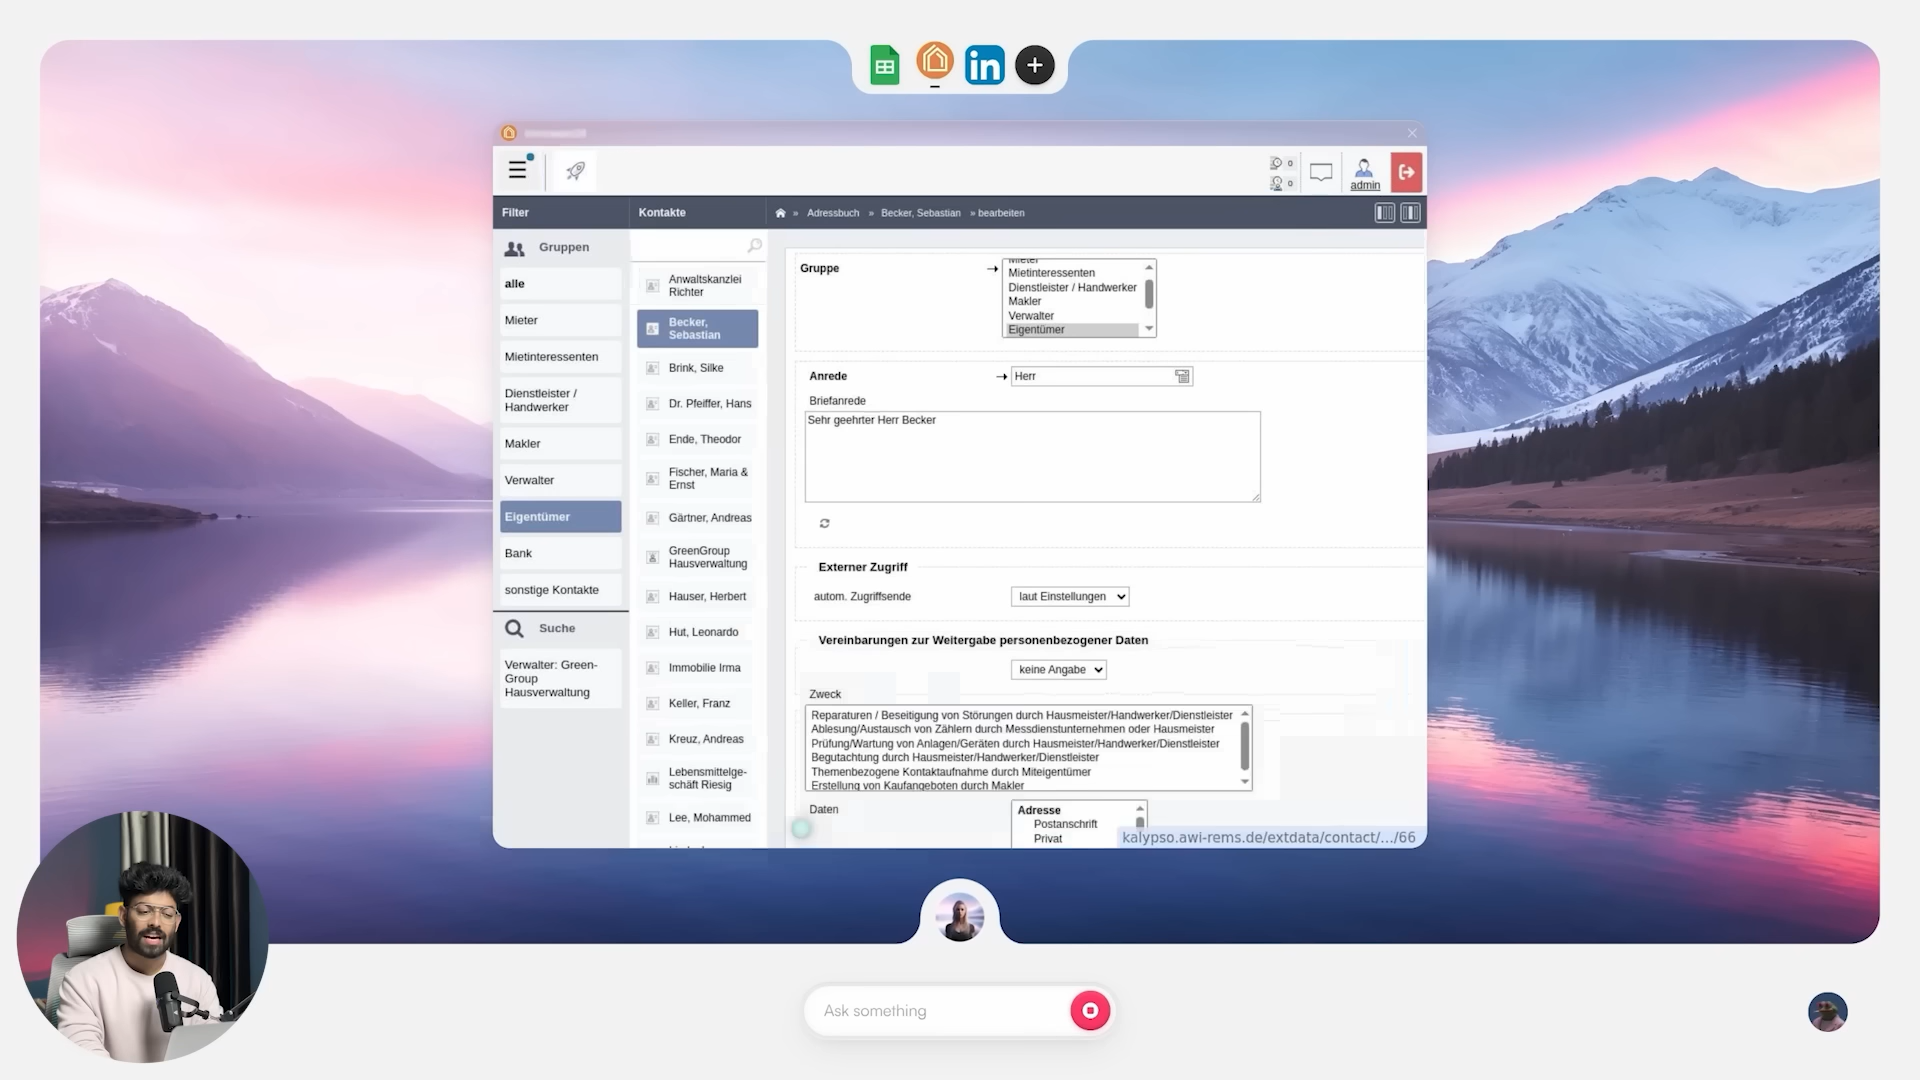 in
0
0
admin
Filter
Kontakte
» Adressbuch » Becker, Sebastian » bearbeiten
Gruppen
alle
Mieter
Mietinteressenten
Dienstleister /
Handwerker
Makler
Verwalter
Eigentümer
Bank
sonstige Kontakte
Suche
Verwalter: Green-
Group
Hausverwaltung
Anwaltskanzlei
Richter
Becker,
Sebastian
Brink, Silke
Dr. Pfeiffer, Hans
Ende, Theodor
Fischer, Maria &
Ernst
Gärtner, Andreas
GreenGroup
Hausverwaltung
Hauser, Herbert
Hut, Leonardo
Immobilie Irma
Keller, Franz
Kreuz, Andreas
Lebensmittelge-
schäft Riesig
Lee, Mohammed
Gruppe
Mieter
Mietinteressenten
Dienstleister / Handwerker
Makler
Verwalter
Eigentümer
Anrede
Herr
Briefanrede
Sehr geehrter Herr Becker
Externer Zugriff
autom. Zugriffsende
laut Einstellungen
Vereinbarungen zur Weitergabe personenbezogener Daten
keine Angabe
Zweck
Reparaturen / Beseitigung von Störungen durch Hausmeister/Handwerker/Dienstleister
Ablesung/Austausch von Zählern durch Messdienstunternehmen oder Hausmeister
Prüfung/Wartung von Anlagen/Geräten durch Hausmeister/Handwerker/Dienstleister
Begutachtung durch Hausmeister/Handwerker/Dienstleister
Themenbezogene Kontaktaufnahme durch Miteigentümer
Erstellung von Kaufangeboten durch Makler
Daten
Adresse
Postanschrift
Privat
kalypso.awi-rems.de/extdata/contact/.../66
Ask something